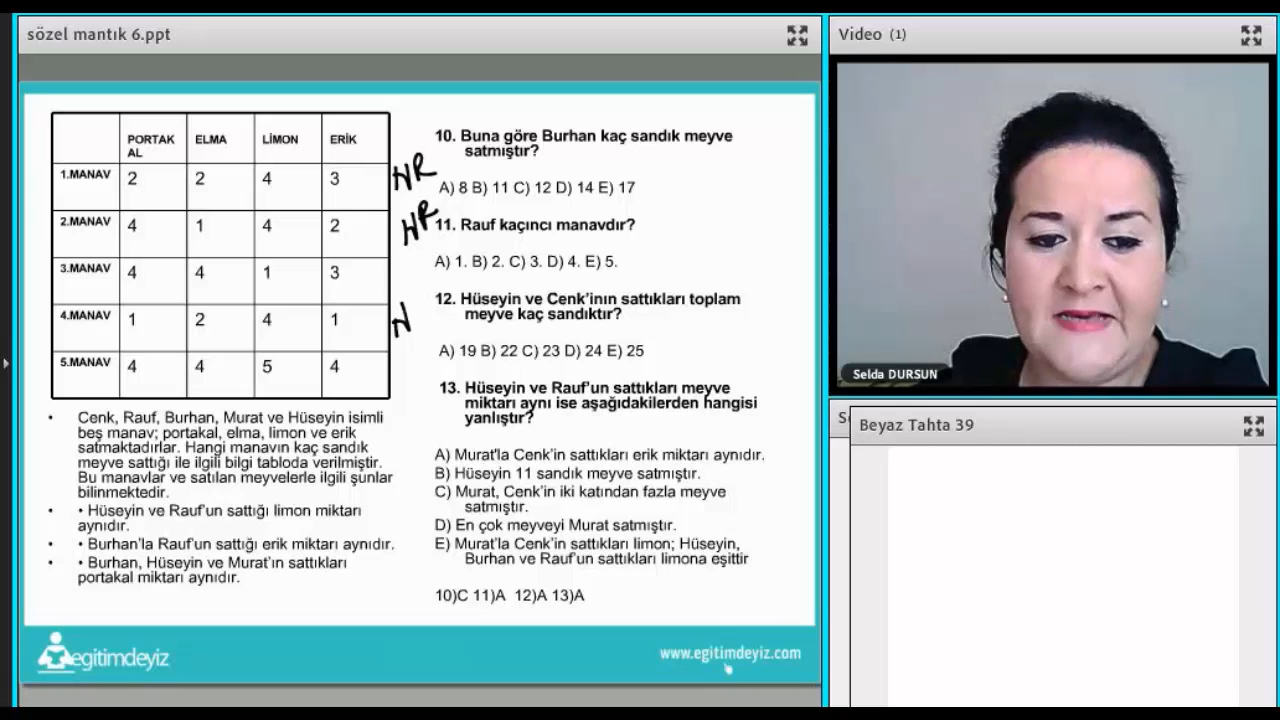 sözel mantık 6.ppt
PORTAK
AL
ELMA
LİMON
ERİK
1.MANAV 2 2 4 3
HR
2.MANAV 4 1 4 2
HR
3.MANAV 4 4 1 3
4.MANAV 1 2 4 1
5.MANAV 4 4 5 4
• Cenk, Rauf, Burhan, Murat ve Hüseyin isimli
beş manav; portakal, elma, limon ve erik
satmaktadırlar. Hangi manavın kaç sandık
meyve sattığı ile ilgili bilgi tabloda verilmiştir.
Bu manavlar ve satılan meyvelerle ilgili şunlar
bilinmektedir.
• • Hüseyin ve Rauf'un sattığı limon miktarı
aynıdır.
• • Burhan'la Rauf'un sattığı erik miktarı aynıdır.
• • Burhan, Hüseyin ve Murat'ın sattıkları
portakal miktarı aynıdır.
10. Buna göre Burhan kaç sandık meyve
satmıştır?
A) 8 B) 11 C) 12 D) 14 E) 17
11. Rauf kaçıncı manavdır?
A) 1. B) 2. C) 3. D) 4. E) 5.
12. Hüseyin ve Cenk'inın sattıkları toplam
meyve kaç sandıktır?
A) 19 B) 22 C) 23 D) 24 E) 25
13. Hüseyin ve Rauf'un sattıkları meyve
miktarı aynı ise aşağıdakilerden hangisi
yanlıştır?
A) Murat'la Cenk'in sattıkları erik miktarı aynıdır.
B) Hüseyin 11 sandık meyve satmıştır.
C) Murat, Cenk'in iki katından fazla meyve
satmıştır.
D) En çok meyveyi Murat satmıştır.
E) Murat'la Cenk'in sattıkları limon; Hüseyin,
Burhan ve Rauf'un sattıkları limona eşittir
10)C 11)A 12)A 13)A
egitimdeyiz
www.egitimdeyiz.com
Video (1)
Selda DURSUN
Beyaz Tahta 39